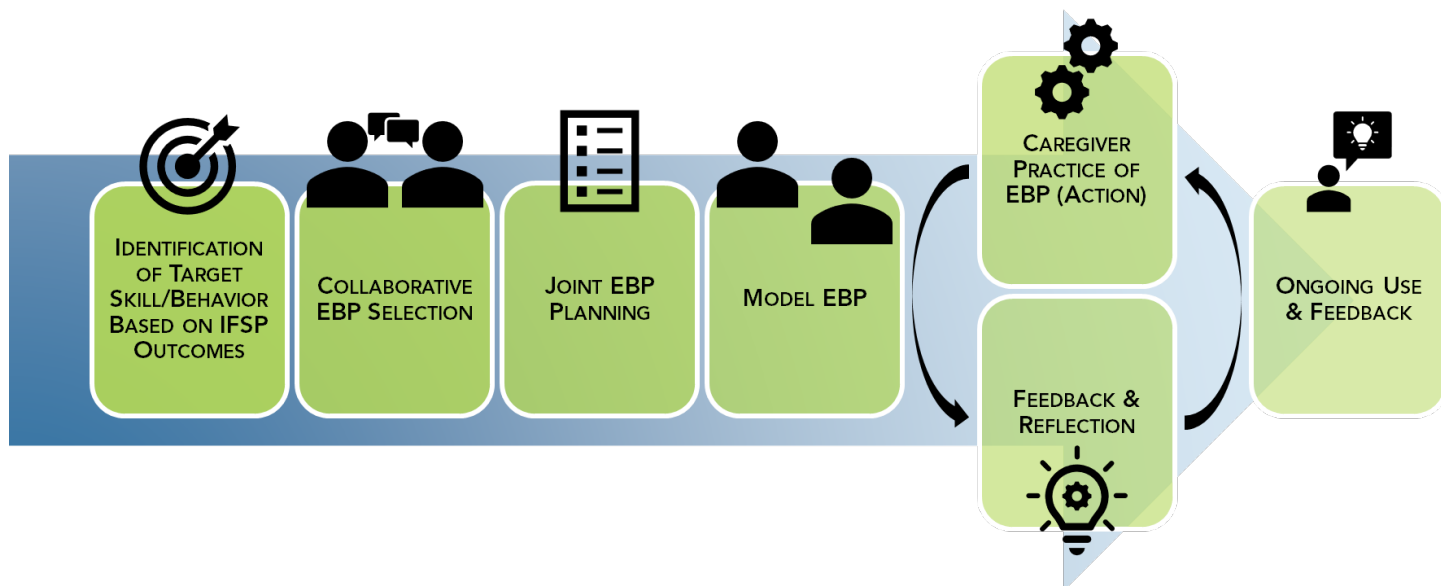 IDENTIFICATION
OF TARGET
SKILL/BEHAVIOR
BASED ON IFSP
OUTCOMES
COLLABORATIVE
EBP SELECTION
JOINT EBP
PLANNING
MODEL EBP
CAREGIVER
PRACTICE OF
EBP (ACTION)
FEEDBACK &
REFLECTION
ONGOING USE
& FEEDBACK